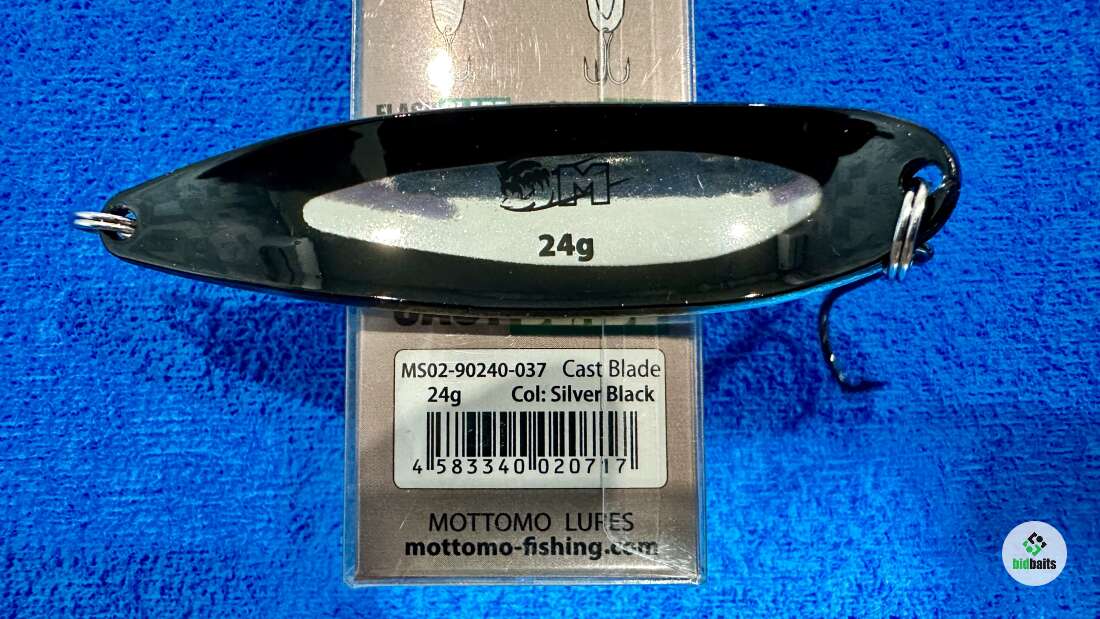 M
24g
MS02-90240-037 Cast Blade
24g Col: Silver Black
4 583340 020717
MOTTOMO LURES
mottomo-fishing.com
bidbaits